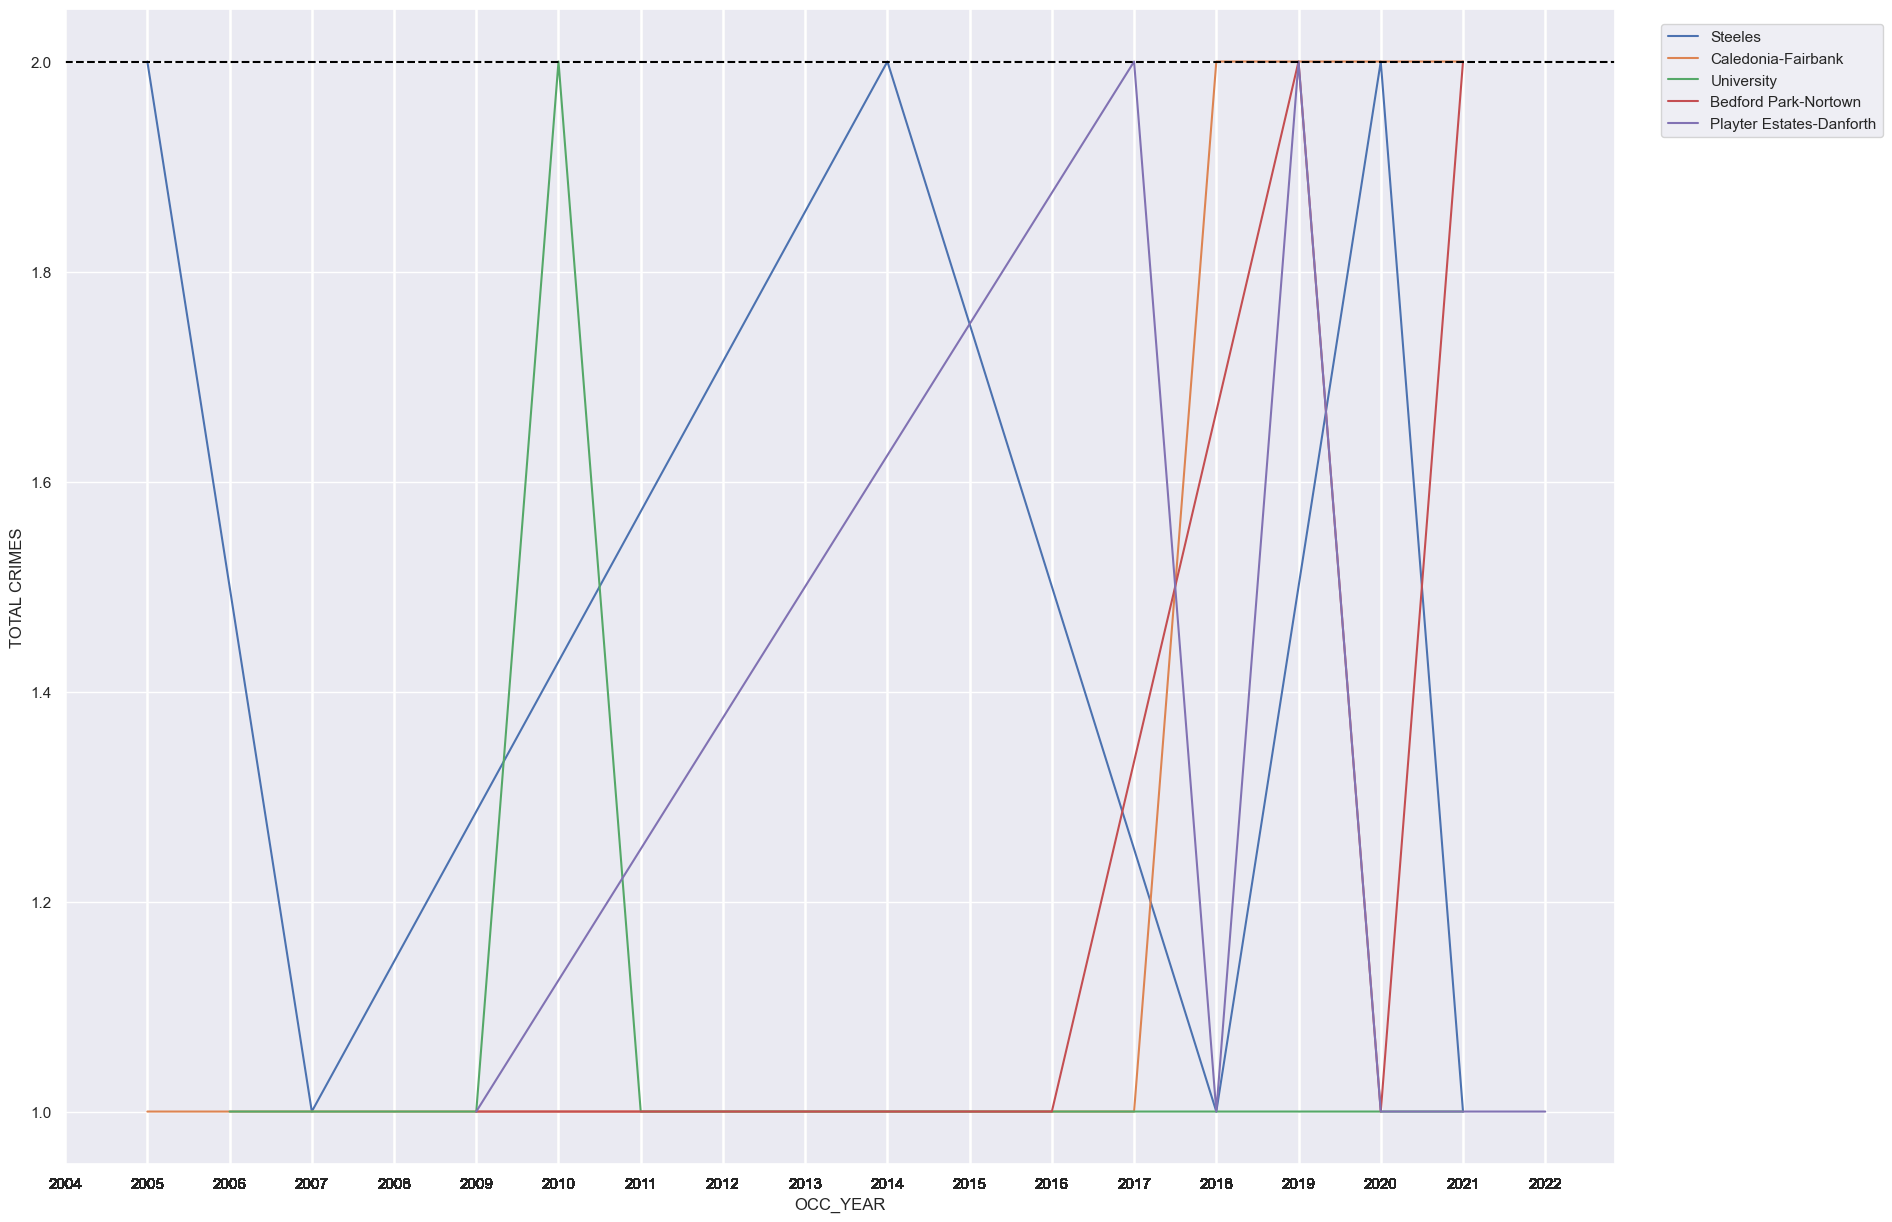 Steeles
Caledonia-Fairbank
University
Bedford Park-Nortown
Playter Estates-Danforth
2.0
1.8
1.6
1.4
1.2
1.0
TOTAL CRIMES
2004 2005 2006 2007 2008 2009 2010 2011 2012 2013 2014 2015 2016 2017 2018 2019 2020 2021 2022
OCC_YEAR